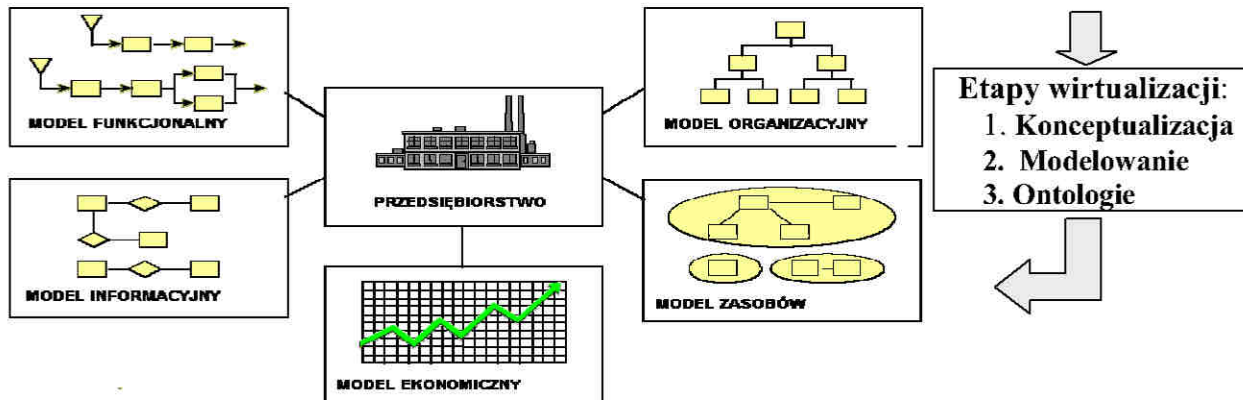 MODEL FUNKCJONALNY
MODEL ORGANIZACYJNY
PRZEDSIĘBIORSTWO
MODEL INFORMACYJNY
MODEL ZASOBÓW
MODEL EKONOMICZNY
Etapy wirtualizacji:
1. Konceptualizacja
2. Modelowanie
3. Ontologie